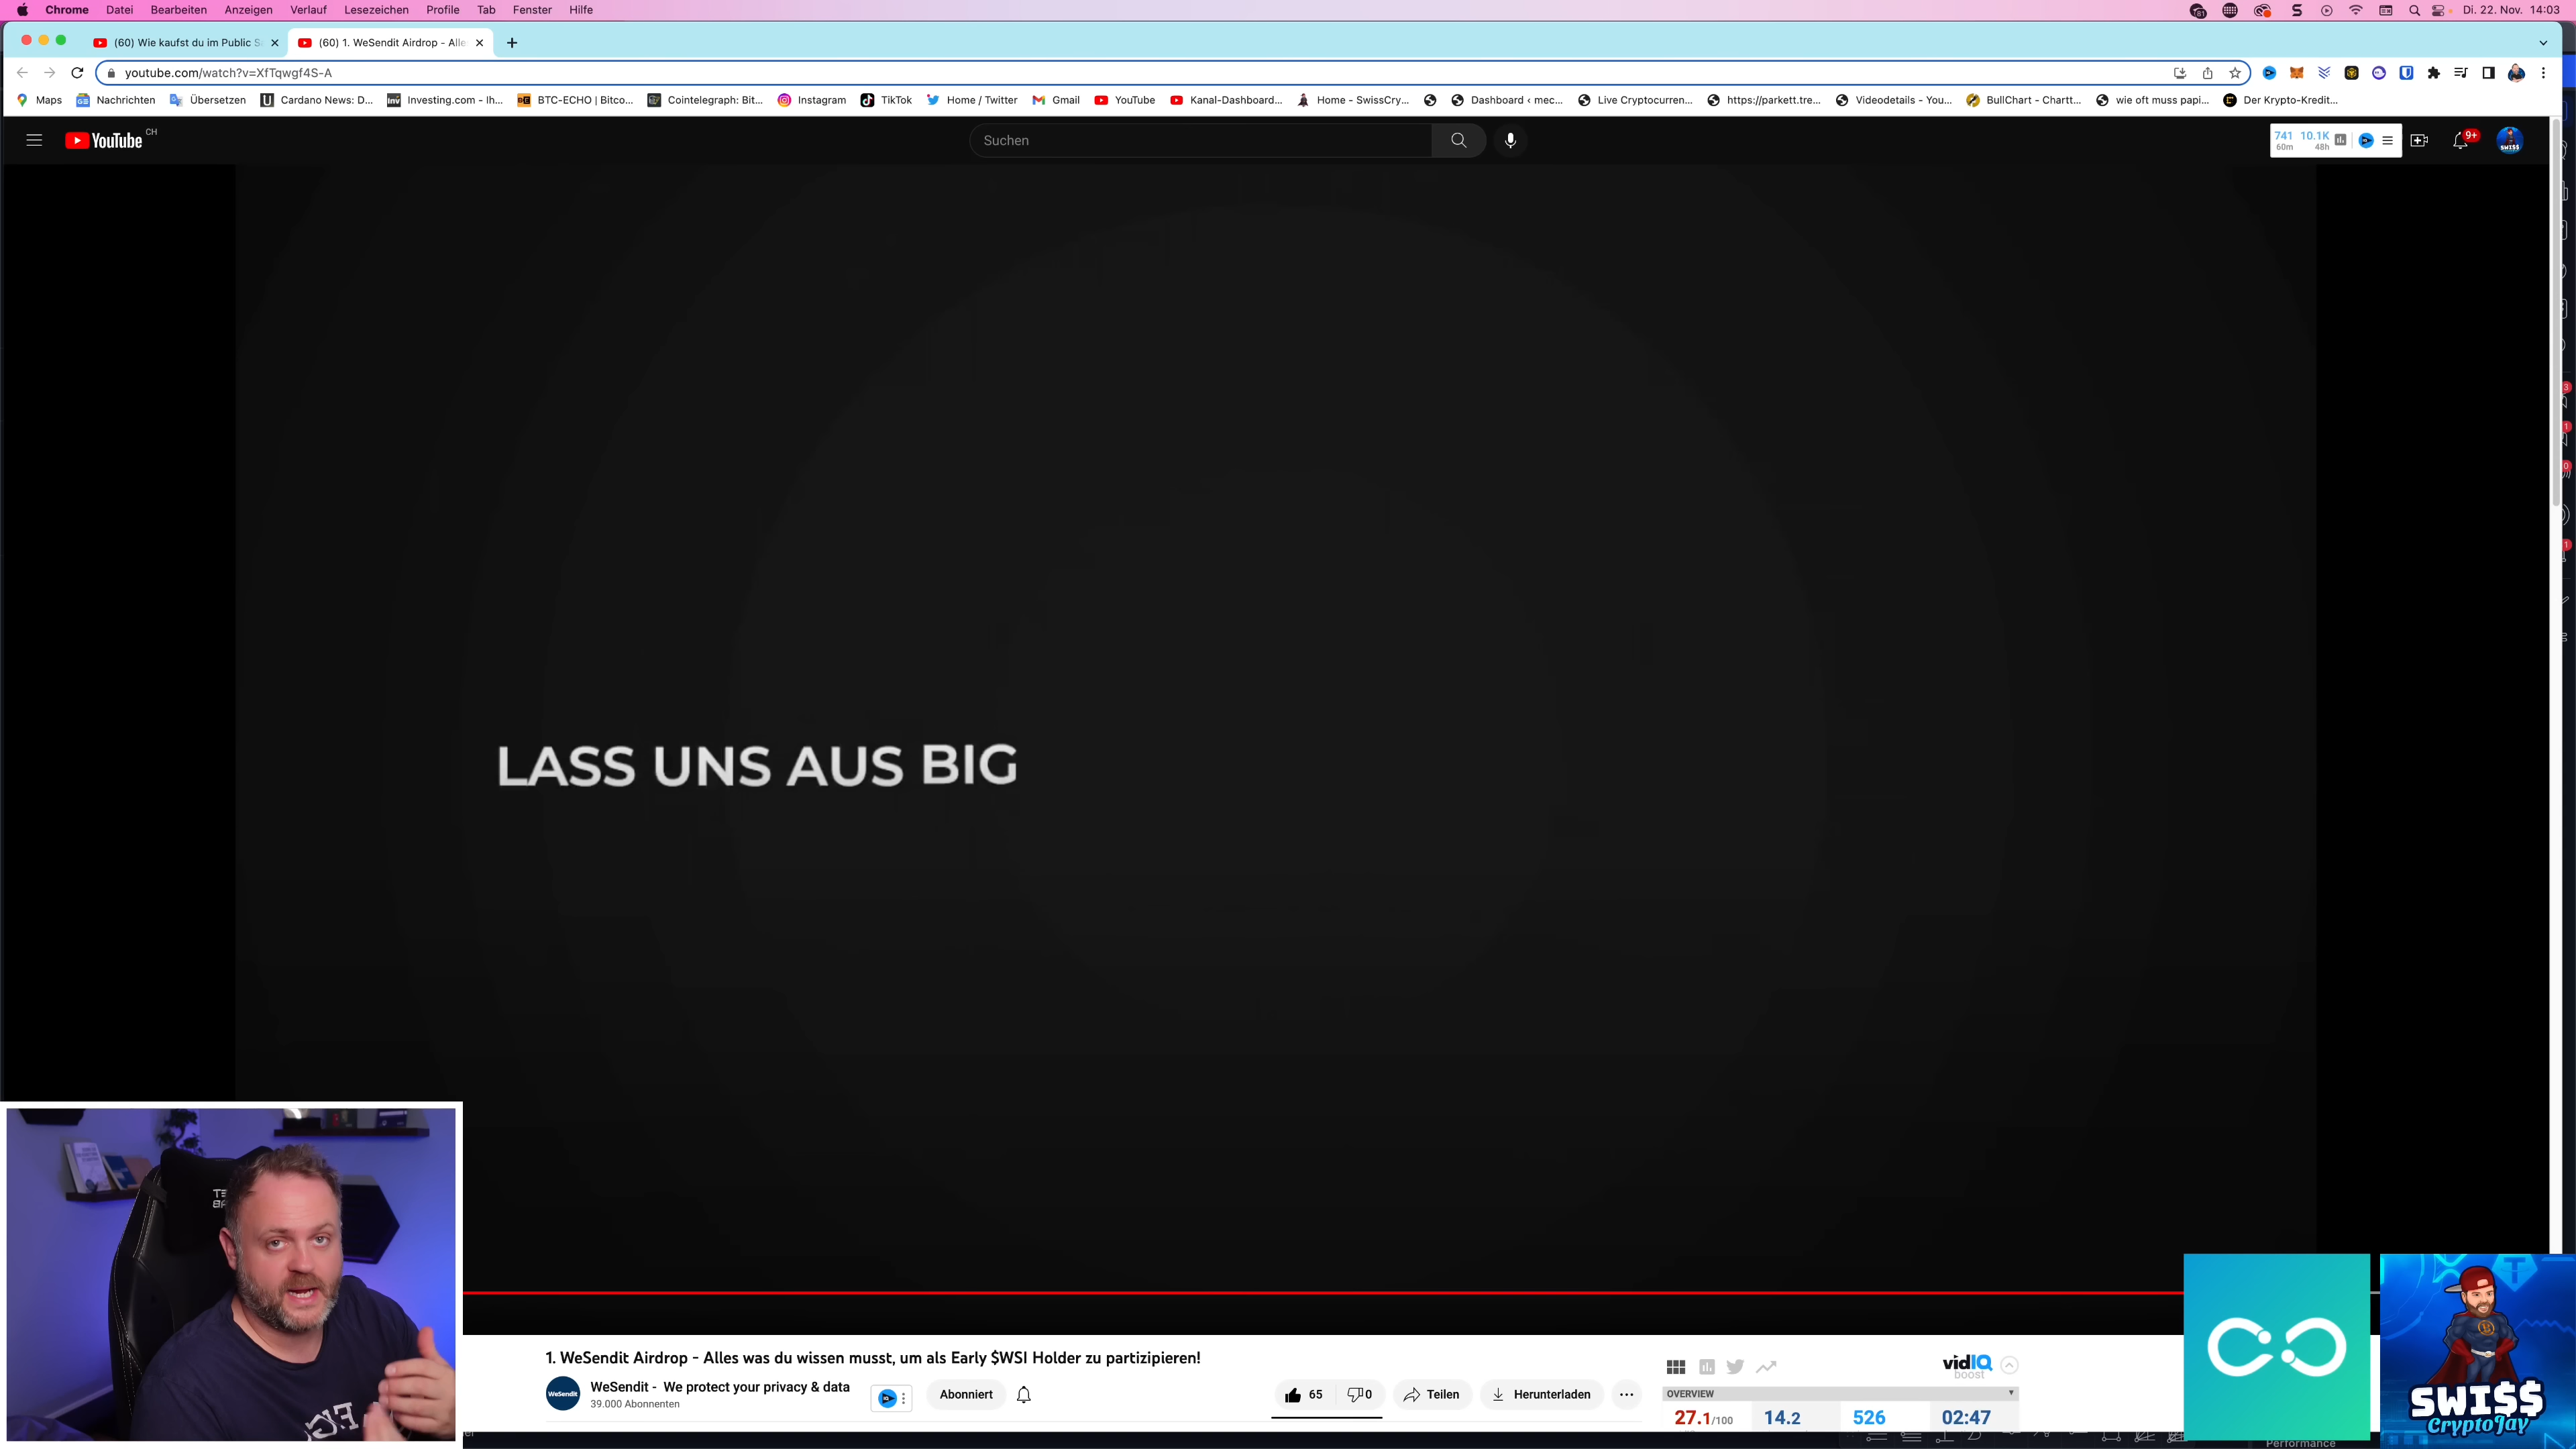 Chrome Datei Bearbeiten Anzeigen Verlauf Lesezeichen Profile Tab Fenster Hilfe
Di. 22. Nov. 14:03
(60) Wie kaufst du im Public S
(60) 1. WeSendit Airdrop - Alle
youtube.com/watch?v=XfTqwgf4S-A
Maps Nachrichten Übersetzen Cardano News: D... Investing.com - Ih... BTC-ECHO | Bitco... Cointelegraph: Bit... Instagram TikTok Home / Twitter Gmail YouTube Kanal-Dashboard... Home - SwissCry... Dashboard ‹ mec... Live Cryptocurren... https://parkett.tre... Videodetails - You... BullChart - Chartt... wie oft muss papi... Der Krypto-Kredit...
YouTube CH
Suchen
741 10.1K
60m 48h
9+
LASS UNS AUS BIG
1. WeSendit Airdrop - Alles was du wissen musst, um als Early $WSI Holder zu partizipieren!
WeSendit
WeSendit - We protect your privacy & data
39.000 Abonnenten
Abonniert
65
0
Teilen
Herunterladen
vidIQ
boost
OVERVIEW
27.1/100 14.2 526 02:47
SWI$$
CryptoJay
Performance